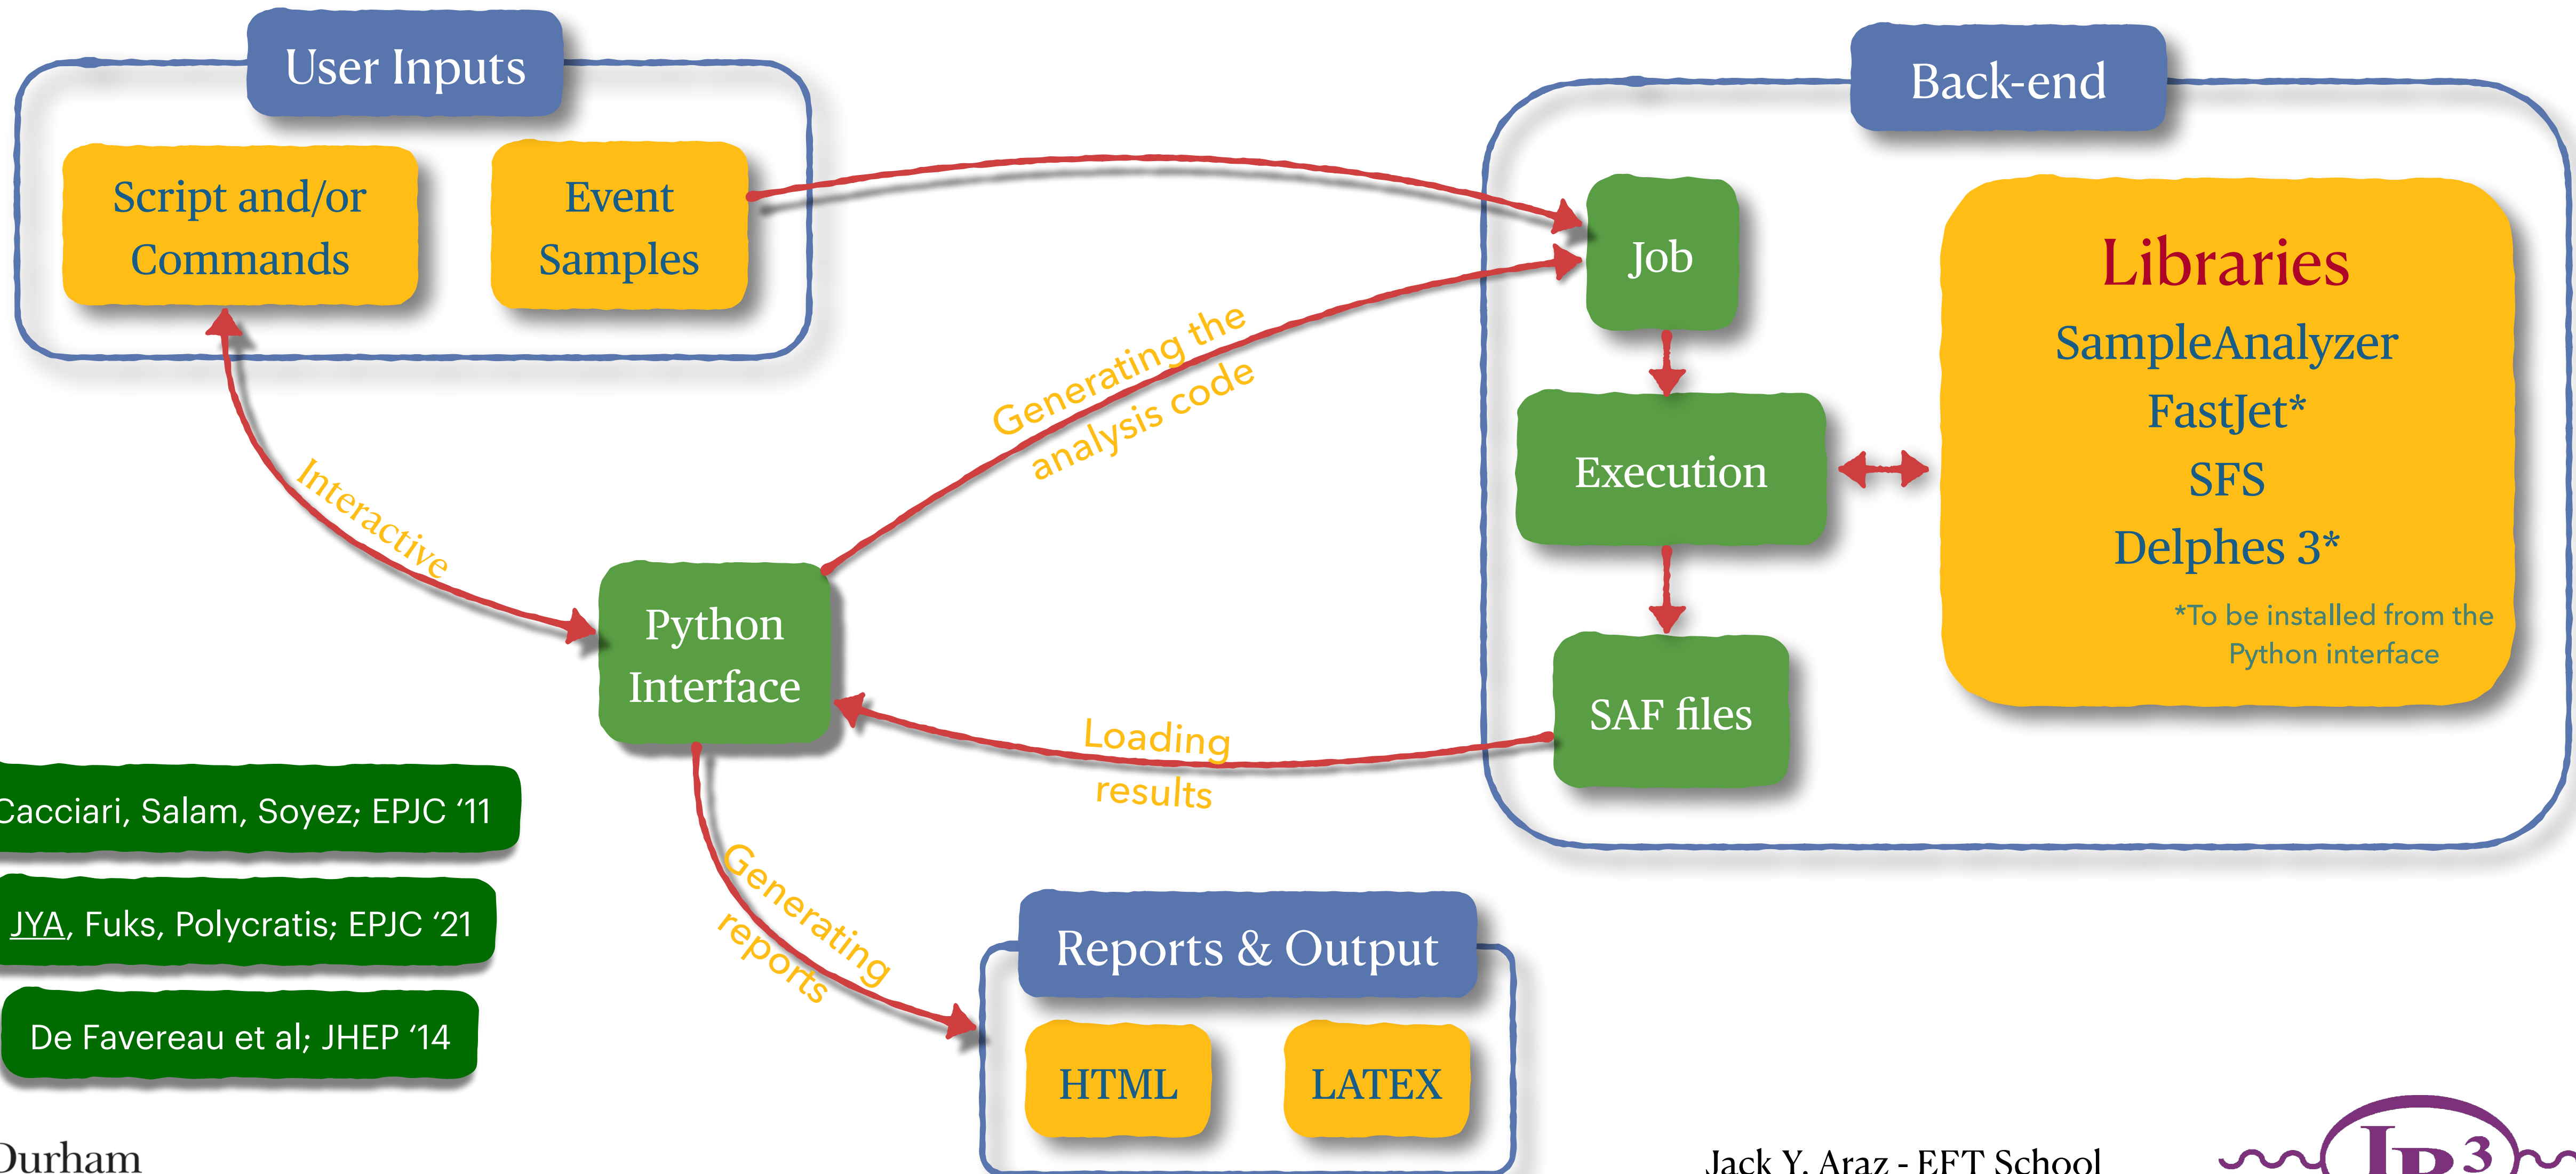 User Inputs
Script and/or
Commands
Event
Samples
Back-end
Job
Execution
SAF files
Libraries
SampleAnalyzer
FastJet*
SFS
Delphes 3*
*To be installed from the
Python interface
Generating the
analysis code
Interactive
Python
Interface
Loading
results
Generating
reports
Reports & Output
HTML
LATEX
Cacciari, Salam, Soyez; EPJC ‘11
JYA, Fuks, Polycratis; EPJC ‘21
De Favereau et al; JHEP ‘14
Durham
Jack Y. Araz - EFT School
IP3